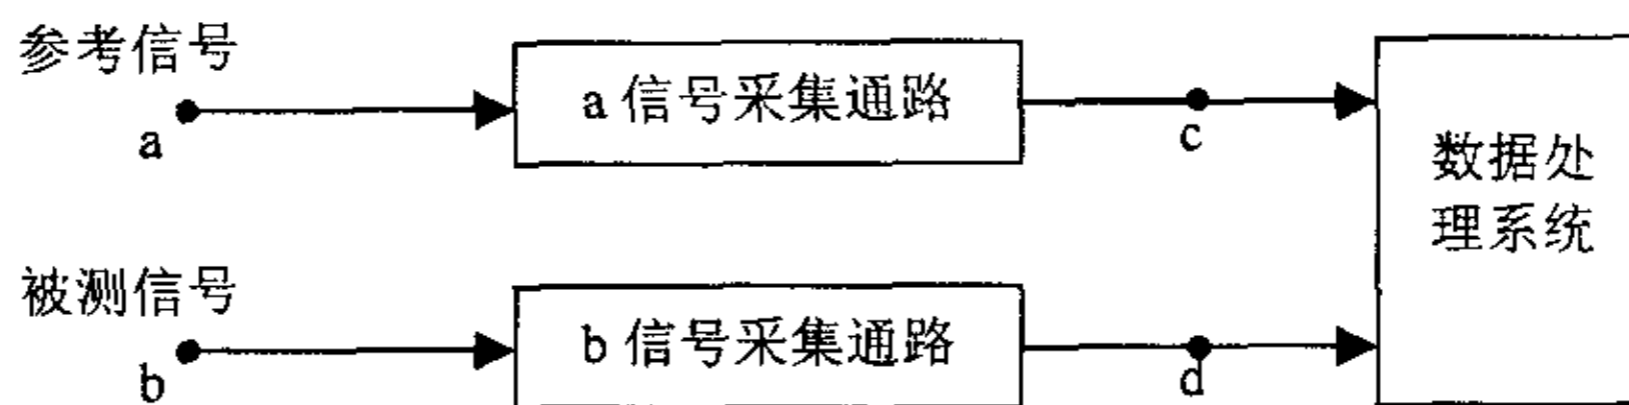 参考信号
a
a 信号采集通路
c
数据处
理系统
被测信号
b
b 信号采集通路
d